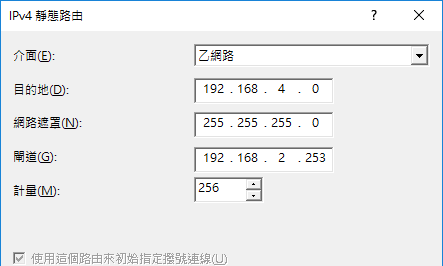 IPv4 靜態路由
介面(E): 乙網路
目的地(D): 192 . 168 . 4 . 0
網路遮罩(N): 255 . 255 . 255 . 0
閘道(G): 192 . 168 . 2 . 253
計量(M): 256
使用這個路由來初始指定撥號連線(U)